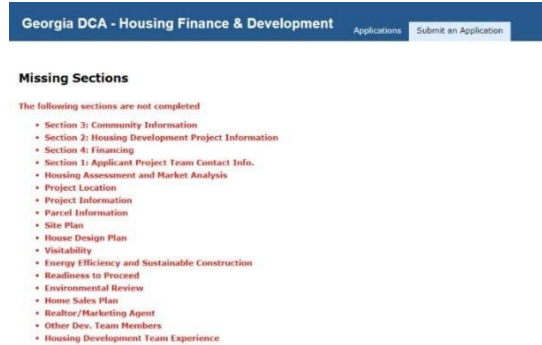 Georgia DCA - Housing Finance & Development
Applications
Submit an Application
Missing Sections
The following sections are not completed
• Section 3: Community Information
• Section 2: Housing Development Project Information
• Section 4: Financing
• Section 1: Applicant Project Team Contact Info.
• Housing Assessment and Market Analysis
• Project Location
• Project Information
• Parcel Information
• Site Plan
• House Design Plan
• Visitability
• Energy Efficiency and Sustainable Construction
• Readiness to Proceed
• Environmental Review
• Home Sales Plan
• Realtor/Marketing Agent
• Other Dev. Team Members
• Housing Development Team Experience